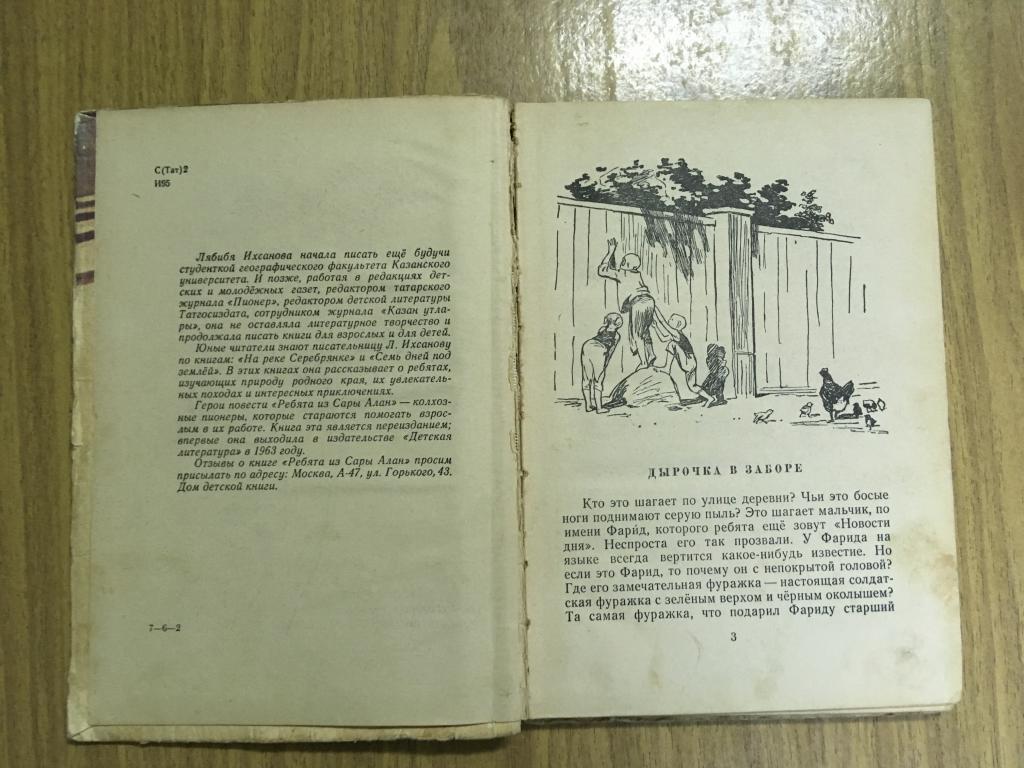 С(Тат)2
И95
Лябибя Ихсанова начала писать ещё будучи
студенткой географического факультета Казанского
университета. И позже, работая в редакциях дет-
ских и молодёжных газет, редактором татарского
журнала «Пионер», редактором детской литературы
Татгосиздата, сотрудником журнала «Казан утла-
ры», она не оставляла литературное творчество и
продолжала писать книги для взрослых и для детей.
Юные читатели знают писательницу Л. Ихсанову
по книгам: «На реке Серебрянке» и «Семь дней под
землёй». В этих книгах она рассказывает о ребятах,
изучающих природу родного края, их увлекатель-
ных походах и интересных приключениях.
Герои повести «Ребята из Сары Алан» — колхоз-
ные пионеры, которые стараются помогать взрос-
лым в их работе. Книга эта является переизданием;
впервые она выходила в издательстве «Детская
литература» в 1963 году.
Отзывы о книге «Ребята из Сары Алан» просим
присылать по адресу: Москва, А-47, ул. Горького, 43.
Дом детской книги.
7—6—2
ДЫРОЧКА В ЗАБОРЕ
Кто это шагает по улице деревни? Чьи это босые
ноги поднимают серую пыль? Это шагает мальчик, по
имени Фари́д, которого ребята ещё зовут «Новости
дня». Неспроста его так прозвали. У Фарида на
языке всегда вертится какое-нибудь известие. Но
если это Фарид, то почему он с непокрытой головой?
Где его замечательная фуражка — настоящая солдат-
ская фуражка с зелёным верхом и чёрным околышем?
Та самая фуражка, что подарил Фариду старший
3